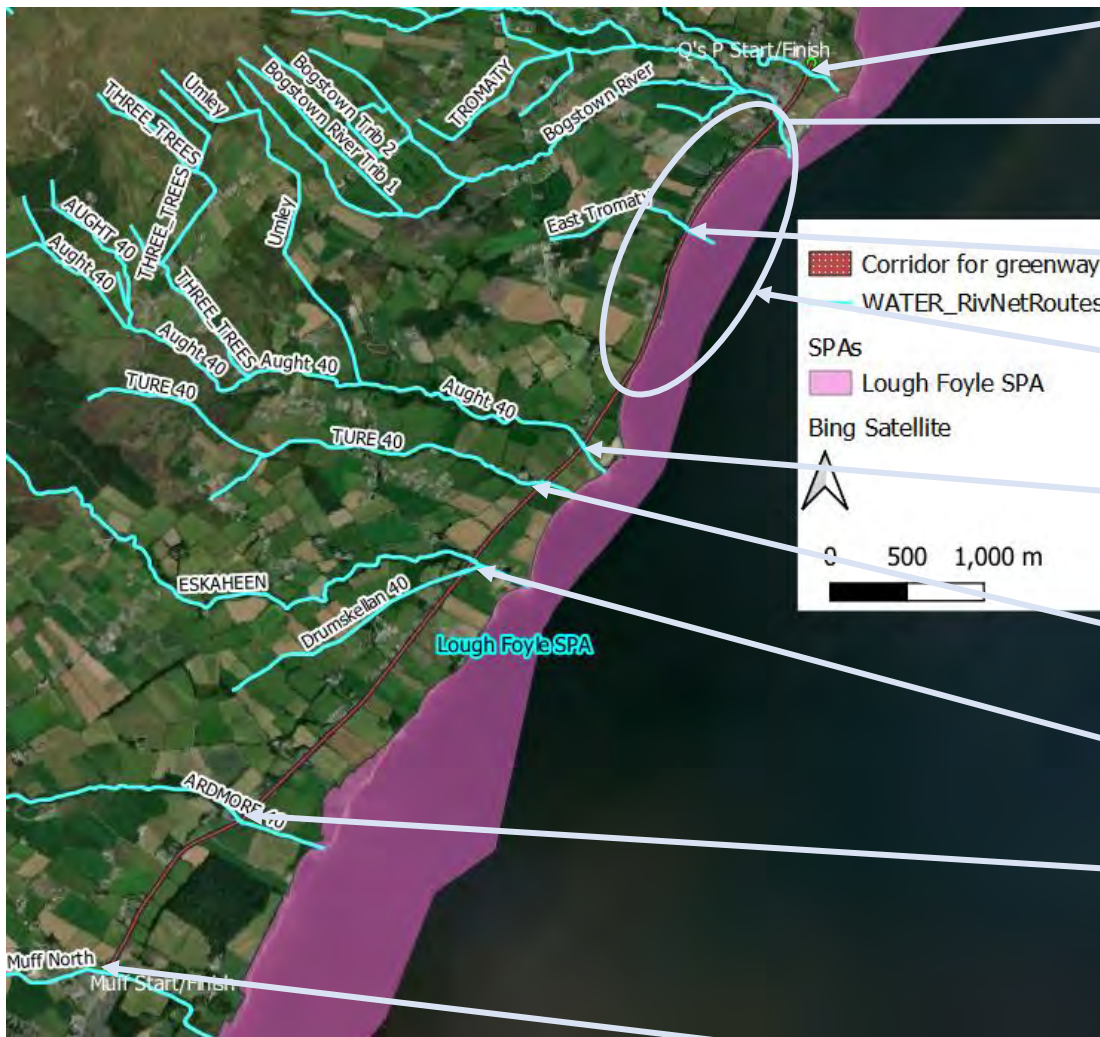 Q's P Start/Finish
TROMATY
Bogstown River
Bogstown Trib 2
Bogstown River Trib 1
Umley
THREE_TREES
THREE_TREES
Umley
East Tromaty
AUGHT 40
Aught 40
THREE_TREES
Aught 40
Aught 40
Aught 40
TURE 40
TURE 40
ESKAHEEN
Drumskellan 40
Lough Foyle SPA
ARDMORE 40
Muff North
Muff Start/Finish
Corridor for greenway
WATER_RivNetRoutes
SPAs
Lough Foyle SPA
Bing Satellite
0 500 1,000 m